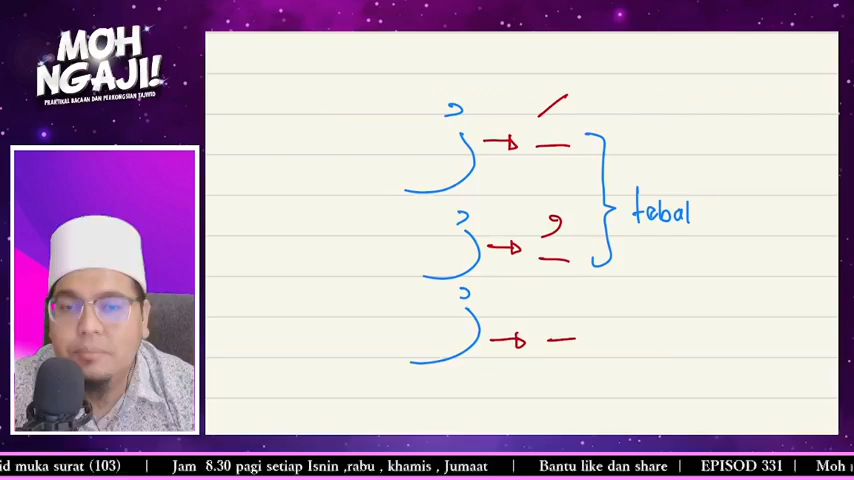 MOH
NGAJI!
PRAKTIKAL BACAAN DAN PERKONGSIAN TAJWID
رْ → َ
رْ → ُ
رْ →
tebal
id muka surat (103) | Jam 8.30 pagi setiap Isnin ,rabu , khamis , Jumaat | Bantu like dan share | EPISOD 331 | Moh